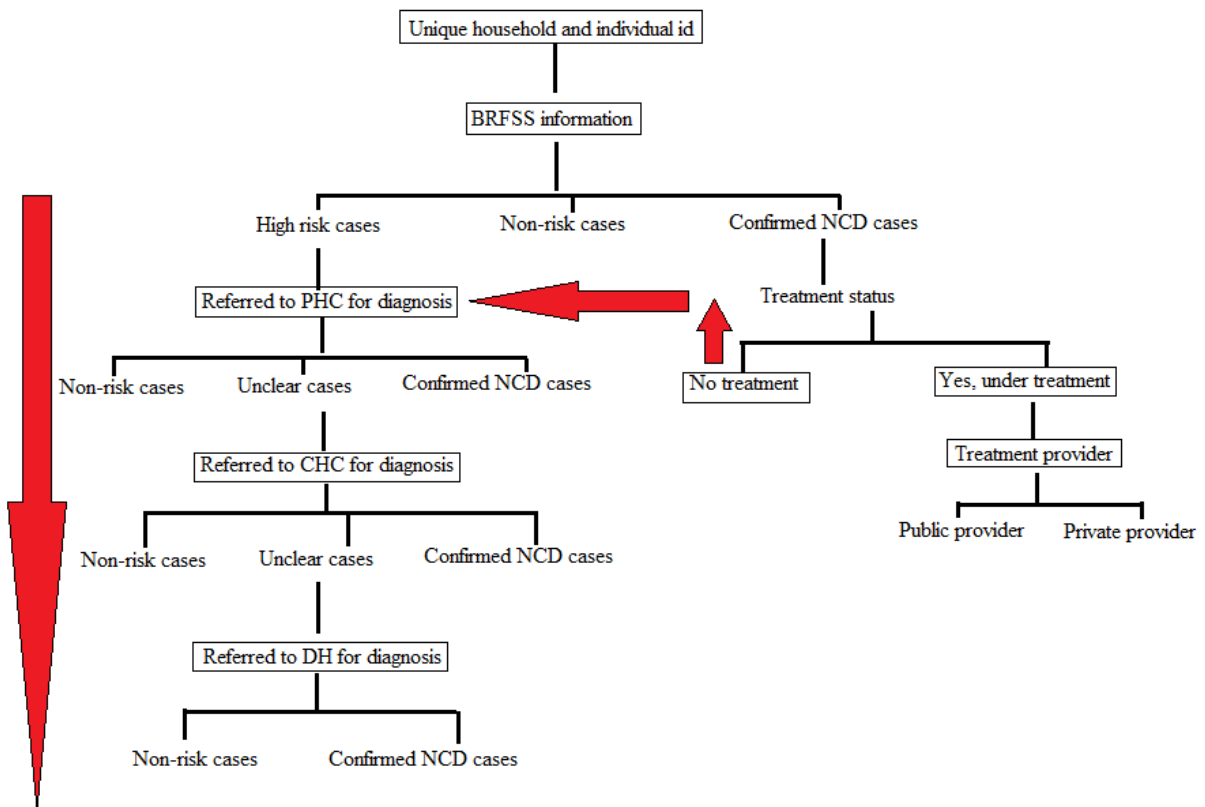 Unique household and individual id
BRFSS information
High risk cases
Non-risk cases
Confirmed NCD cases
Referred to PHC for diagnosis
Treatment status
Non-risk cases
Unclear cases
Confirmed NCD cases
No treatment
Yes, under treatment
Referred to CHC for diagnosis
Treatment provider
Public provider
Private provider
Non-risk cases
Unclear cases
Confirmed NCD cases
Referred to DH for diagnosis
Non-risk cases
Confirmed NCD cases